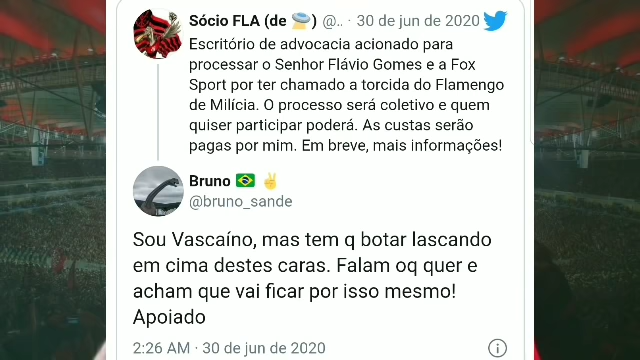 Sócio FLA (de ) @.. · 30 de jun de 2020
Escritório de advocacia acionado para
processar o Senhor Flávio Gomes e a Fox
Sport por ter chamado a torcida do Flamengo
de Milícia. O processo será coletivo e quem
quiser participar poderá. As custas serão
pagas por mim. Em breve, mais informações!
Bruno 🇧🇷 ✌
@bruno_sande
Sou Vascaíno, mas tem q botar lascando
em cima destes caras. Falam oq quer e
acham que vai ficar por isso mesmo!
Apoiado
2:26 AM · 30 de jun de 2020